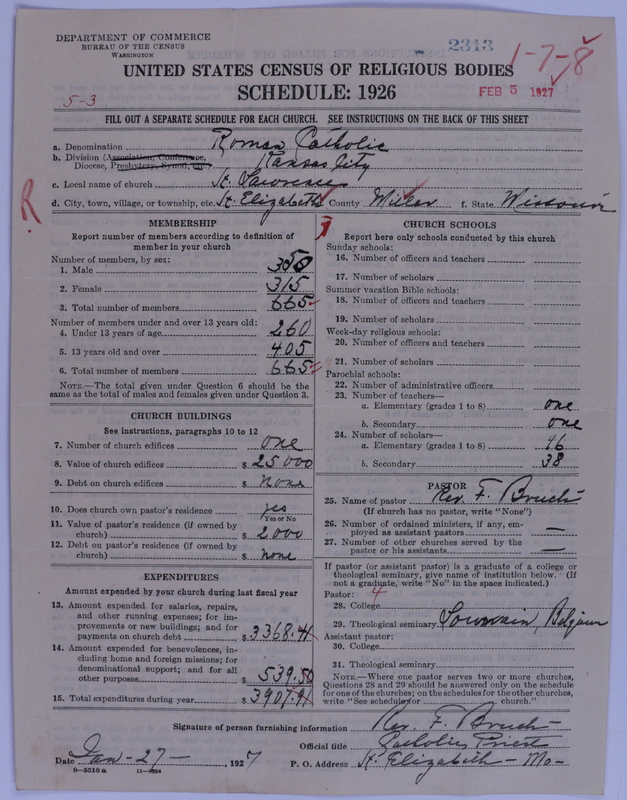 DEPARTMENT OF COMMERCE
BUREAU OF THE CENSUS
WASHINGTON
2313
1-7-8
UNITED STATES CENSUS OF RELIGIOUS BODIES
SCHEDULE: 1926
5-3
FEB 5 1927
FILL OUT A SEPARATE SCHEDULE FOR EACH CHURCH. SEE INSTRUCTIONS ON THE BACK OF THIS SHEET
a. Denomination Roman Catholic
b. Division (Association, Conference, Diocese, Presbytery, Synod, etc.) Kansas City
c. Local name of church St. Lawrence
d. City, town, village, or township, etc. St. Elizabeth County Miller f. State Missouri
R
MEMBERSHIP
Report number of members according to definition of
member in your church
Number of members, by sex:
1. Male 350
2. Female 315
3. Total number of members 665
Number of members under and over 13 years old:
4. Under 13 years of age 260
5. 13 years old and over 405
6. Total number of members 665
NOTE.—The total given under Question 6 should be the
same as the total of males and females given under Question 3.
CHURCH BUILDINGS
See instructions, paragraphs 10 to 12
7. Number of church edifices one
8. Value of church edifices $ 25000
9. Debt on church edifices $ None
10. Does church own pastor's residence yes
Yes or No
11. Value of pastor's residence (if owned by
church) $ 2000
12. Debt on pastor's residence (if owned by
church) $ none
EXPENDITURES
Amount expended by your church during last fiscal year
13. Amount expended for salaries, repairs,
and other running expenses; for im-
provements or new buildings; and for
payments on church debt $ 3368.41
14. Amount expended for benevolences, in-
cluding home and foreign missions; for
denominational support; and for all
other purposes $ 539.50
15. Total expenditures during year $ 3907.91
CHURCH SCHOOLS
Report here only schools conducted by this church
Sunday schools:
16. Number of officers and teachers
17. Number of scholars
Summer vacation Bible schools:
18. Number of officers and teachers
19. Number of scholars
Week-day religious schools:
20. Number of officers and teachers
21. Number of scholars
Parochial schools:
22. Number of administrative officers
23. Number of teachers—
a. Elementary (grades 1 to 8) one
b. Secondary one
24. Number of scholars—
a. Elementary (grades 1 to 8) 46
b. Secondary 38
PASTOR
25. Name of pastor Rev. F. Bruch
(If church has no pastor, write "None")
26. Number of ordained ministers, if any, em-
ployed as assistant pastors —
27. Number of other churches served by the
pastor or his assistants —
If pastor (or assistant pastor) is a graduate of a college or
theological seminary, give name of institution below. (If
not a graduate, write "No" in the space indicated.)
Pastor: 4
28. College
29. Theological seminary Louvain, Belgium
Assistant pastor:
30. College
31. Theological seminary
NOTE.—Where one pastor serves two or more churches,
Questions 28 and 29 should be answered only on the schedule
for one of the churches; on the schedules for the other churches,
write "See schedule for church."
Signature of person furnishing information Rev. F. Bruch
Official title Catholic Priest
Date Jan-27-, 1927 P. O. Address St. Elizabeth - Mo-
8-5518a